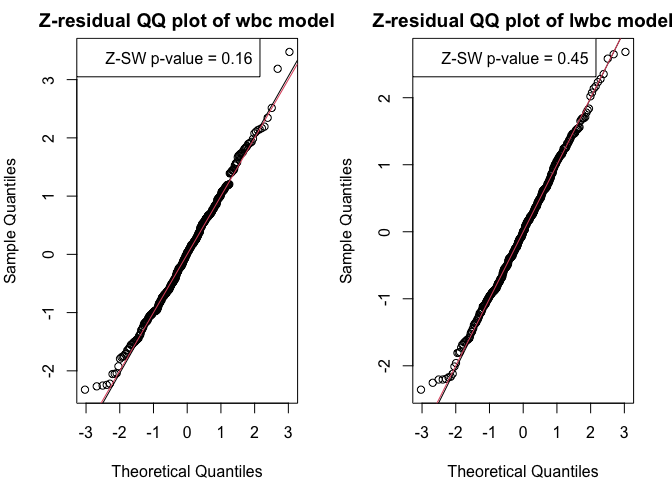 Z-residual QQ plot of wbc model
Z-SW p-value = 0.16
3
2
1
0
-1
-2
Sample Quantiles
-3 -2 -1 0 1 2 3
Theoretical Quantiles
Z-residual QQ plot of lwbc model
Z-SW p-value = 0.45
2
1
0
-1
-2
Sample Quantiles
-3 -2 -1 0 1 2 3
Theoretical Quantiles